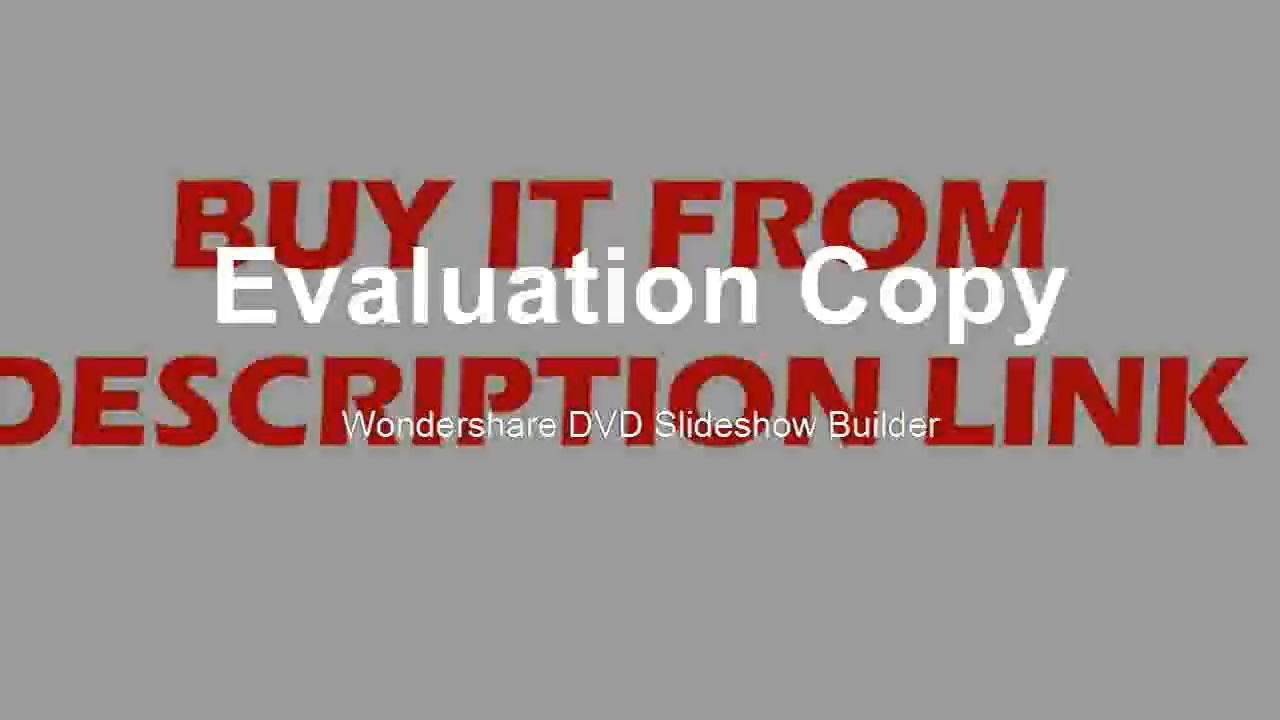 BUY IT FROM
Evaluation Copy
DESCRIPTION LINK
Wondershare DVD Slideshow Builder